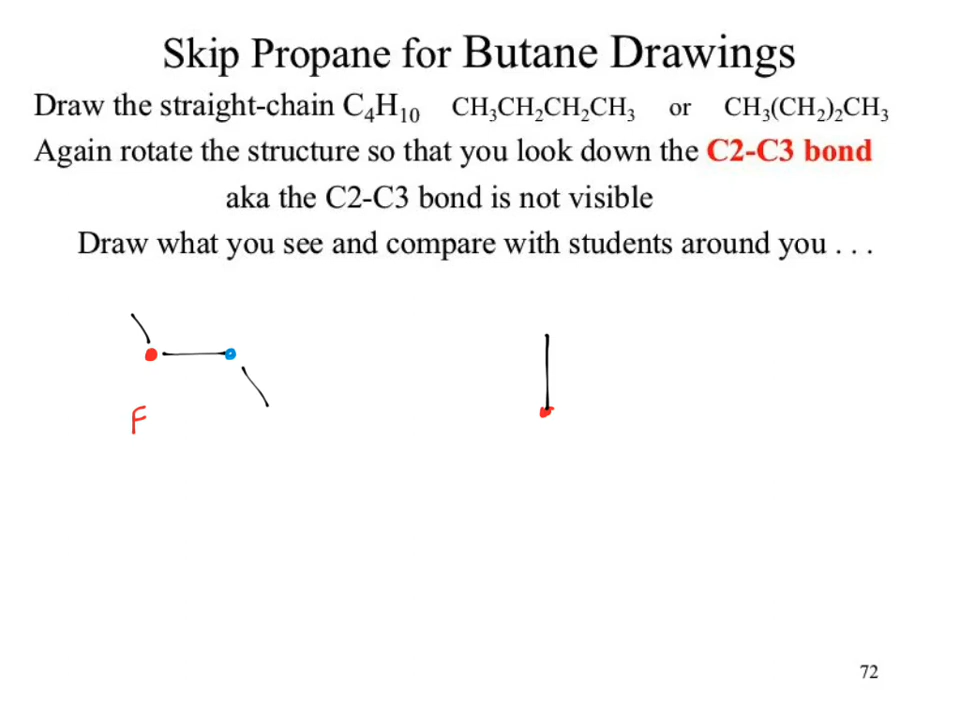 Skip Propane for Butane Drawings
Draw the straight-chain C₄H₁₀ CH₃CH₂CH₂CH₃ or CH₃(CH₂)₂CH₃
Again rotate the structure so that you look down the C2-C3 bond
aka the C2-C3 bond is not visible
Draw what you see and compare with students around you . . .
F
72